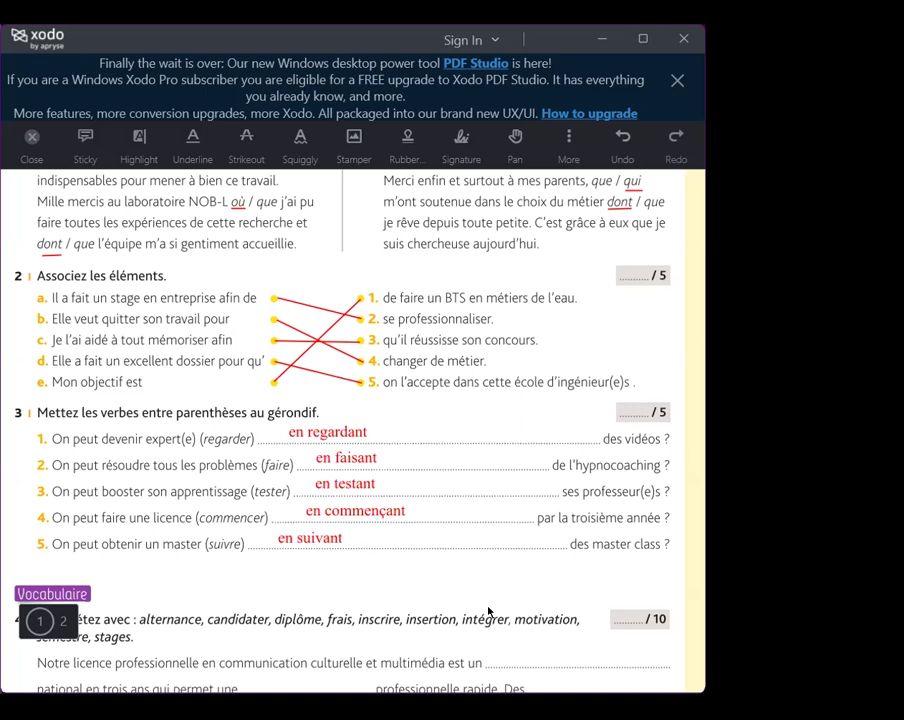 xodo
by apryse
Sign In
Finally the wait is over: Our new Windows desktop power tool PDF Studio is here!
If you are a Windows Xodo Pro subscriber you are eligible for a FREE upgrade to Xodo PDF Studio. It has everything
you already know, and more.
More features, more conversion upgrades, more Xodo. All packaged into our brand new UX/UI. How to upgrade
Close Sticky Highlight Underline Strikeout Squiggly Stamper Rubber... Signature Pan More Undo Redo
indispensables pour mener à bien ce travail.
Mille mercis au laboratoire NOB-L où / que j'ai pu
faire toutes les expériences de cette recherche et
dont / que l'équipe m'a si gentiment accueillie.
Merci enfin et surtout à mes parents, que / qui
m'ont soutenue dans le choix du métier dont / que
je rêve depuis toute petite. C'est grâce à eux que je
suis chercheuse aujourd'hui.
2 Associez les éléments. .......... / 5
a. Il a fait un stage en entreprise afin de
b. Elle veut quitter son travail pour
c. Je l'ai aidé à tout mémoriser afin
d. Elle a fait un excellent dossier pour qu'
e. Mon objectif est
1. de faire un BTS en métiers de l'eau.
2. se professionnaliser.
3. qu'il réussisse son concours.
4. changer de métier.
5. on l'accepte dans cette école d'ingénieur(e)s .
3 Mettez les verbes entre parenthèses au gérondif. .......... / 5
1. On peut devenir expert(e) (regarder) en regardant des vidéos ?
2. On peut résoudre tous les problèmes (faire) en faisant de l'hypnocoaching ?
3. On peut booster son apprentissage (tester) en testant ses professeur(e)s ?
4. On peut faire une licence (commencer) en commençant par la troisième année ?
5. On peut obtenir un master (suivre) en suivant des master class ?
Vocabulaire
1 2
étez avec : alternance, candidater, diplôme, frais, inscrire, insertion, intégrer, motivation, .......... / 10
semestre, stages.
Notre licence professionnelle en communication culturelle et multimédia est un
national en trois ans qui permet une professionnelle rapide. Des